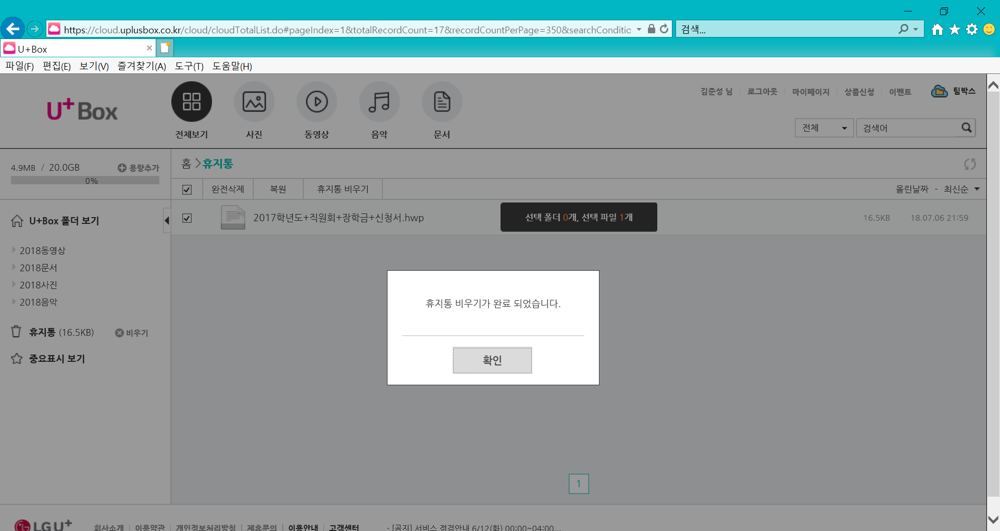 https://cloud.uplusbox.co.kr/cloud/cloudTotalList.do#pageIndex=1&totalRecordCount=17&recordCountPerPage=350&searchConditio
검색...
U+Box
파일(F) 편집(E) 보기(V) 즐겨찾기(A) 도구(T) 도움말(H)
U+ Box
전체보기 사진 동영상 음악 문서
김준성 님 로그아웃 마이페이지 상품신청 이벤트 팀박스
전체 검색어
4.9MB / 20.0GB 용량추가
0%
홈 휴지통
완전삭제 복원 휴지통 비우기 올린날짜 - 최신순
2017학년도+직원회+장학금+신청서.hwp 16.5KB 18.07.06 21:59
선택 폴더 0개, 선택 파일 1개
U+Box 폴더 보기
2018동영상
2018문서
2018사진
2018음악
휴지통 (16.5KB) 비우기
중요표시 보기
휴지통 비우기가 완료 되었습니다.
확인
1
LG U+ 회사소개 이용약관 개인정보처리방침 제휴문의 이용안내 고객센터 - [공지] 서비스 점검안내 6/12(화) 00:00~04:00...